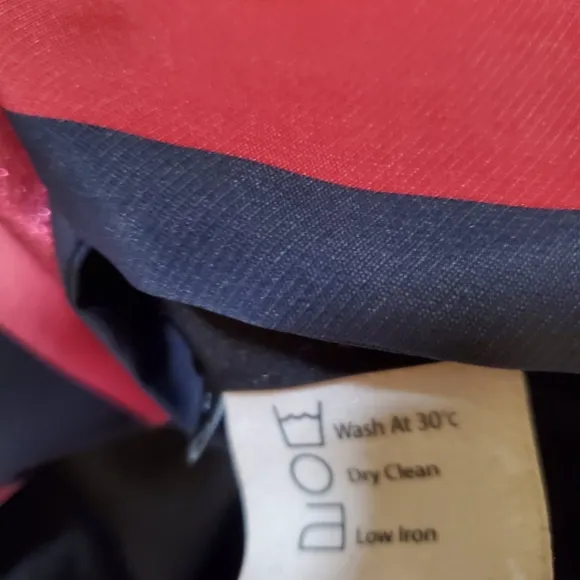 Wash At 30°c
Dry Clean
Low Iron